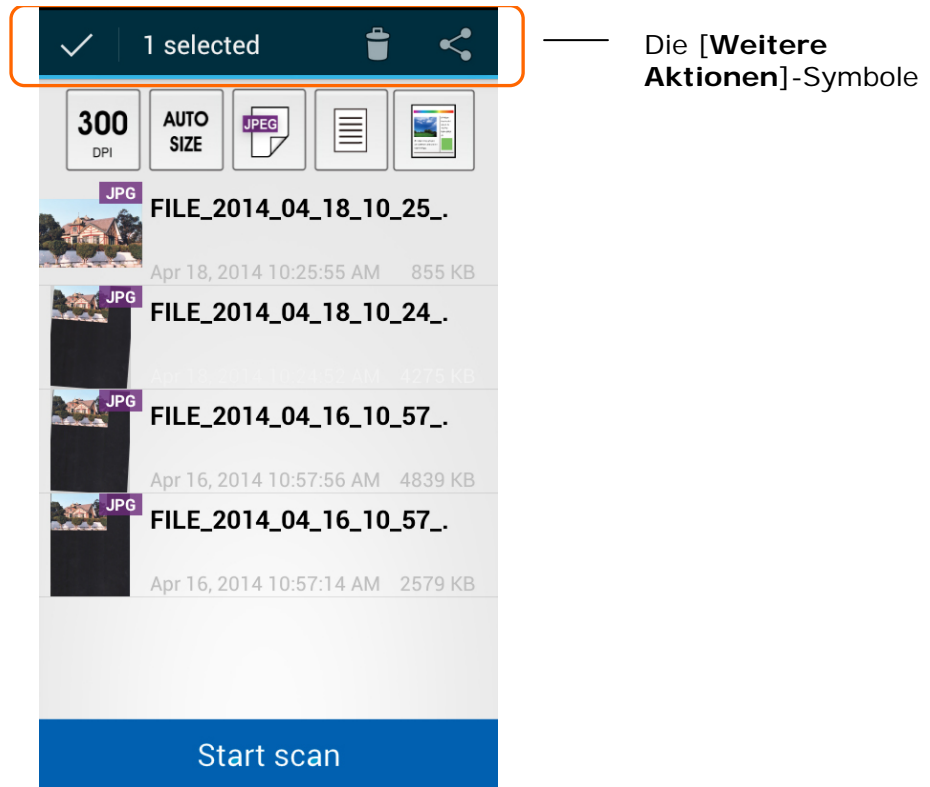 1 selected
Die [Weitere
Aktionen]-Symbole
300
DPI
AUTO
SIZE
JPEG
JPG
FILE_2014_04_18_10_25_.
Apr 18, 2014 10:25:55 AM 855 KB
JPG
FILE_2014_04_18_10_24_.
4275 KB
JPG
FILE_2014_04_16_10_57_.
Apr 16, 2014 10:57:56 AM 4839 KB
JPG
FILE_2014_04_16_10_57_.
Apr 16, 2014 10:57:14 AM 2579 KB
Start scan